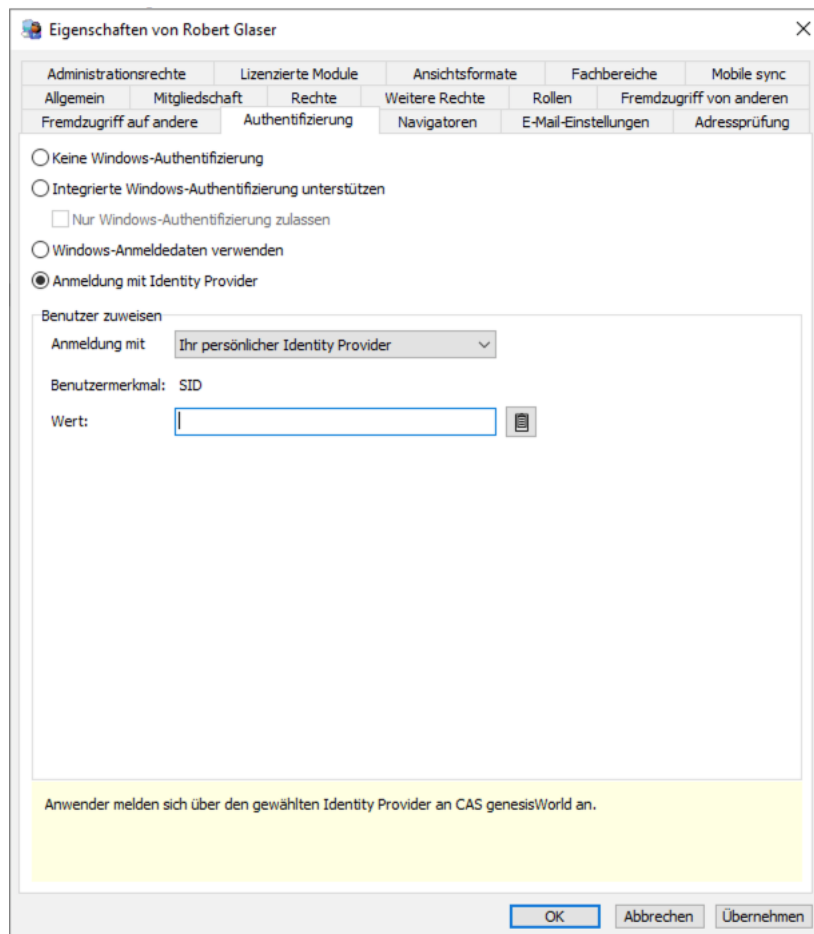 Eigenschaften von Robert Glaser
Administrationsrechte Lizenzierte Module Ansichtsformate Fachbereiche Mobile sync
Allgemein Mitgliedschaft Rechte Weitere Rechte Rollen Fremdzugriff von anderen
Fremdzugriff auf andere Authentifizierung Navigatoren E-Mail-Einstellungen Adressprüfung
Keine Windows-Authentifizierung
Integrierte Windows-Authentifizierung unterstützen
Nur Windows-Authentifizierung zulassen
Windows-Anmeldedaten verwenden
Anmeldung mit Identity Provider
Benutzer zuweisen
Anmeldung mit Ihr persönlicher Identity Provider
Benutzermerkmal: SID
Wert:
Anwender melden sich über den gewählten Identity Provider an CAS genesisWorld an.
OK Abbrechen Übernehmen